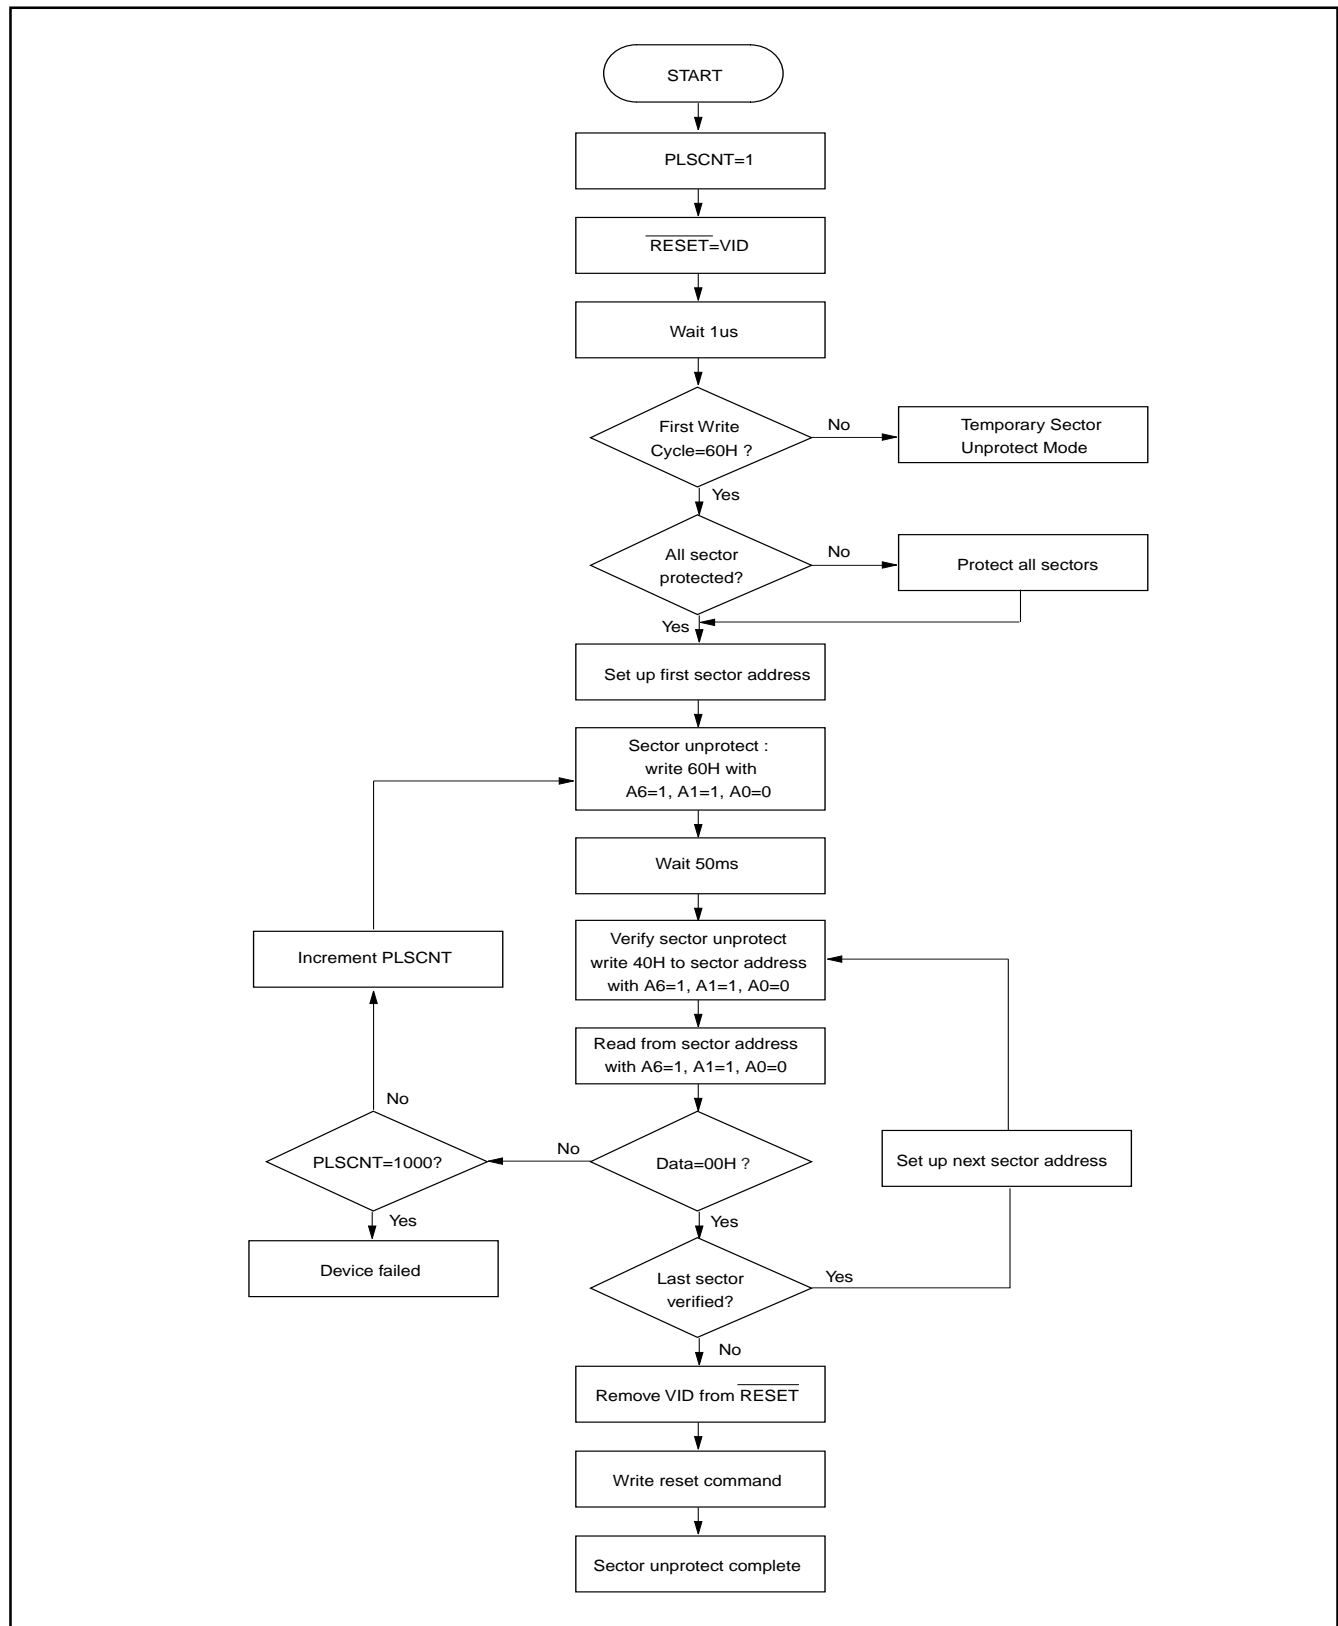 START
PLSCNT=1
RESET=VID
Wait 1us
First Write
Cycle=60H ?
No
Temporary Sector
Unprotect Mode
Yes
All sector
protected?
No
Protect all sectors
Yes
Set up first sector address
Sector unprotect :
write 60H with
A6=1, A1=1, A0=0
Wait 50ms
Increment PLSCNT
Verify sector unprotect
write 40H to sector address
with A6=1, A1=1, A0=0
Read from sector address
with A6=1, A1=1, A0=0
No
PLSCNT=1000?
No
Data=00H ?
Set up next sector address
Yes
Yes
Device failed
Last sector
verified?
Yes
No
Remove VID from RESET
Write reset command
Sector unprotect complete